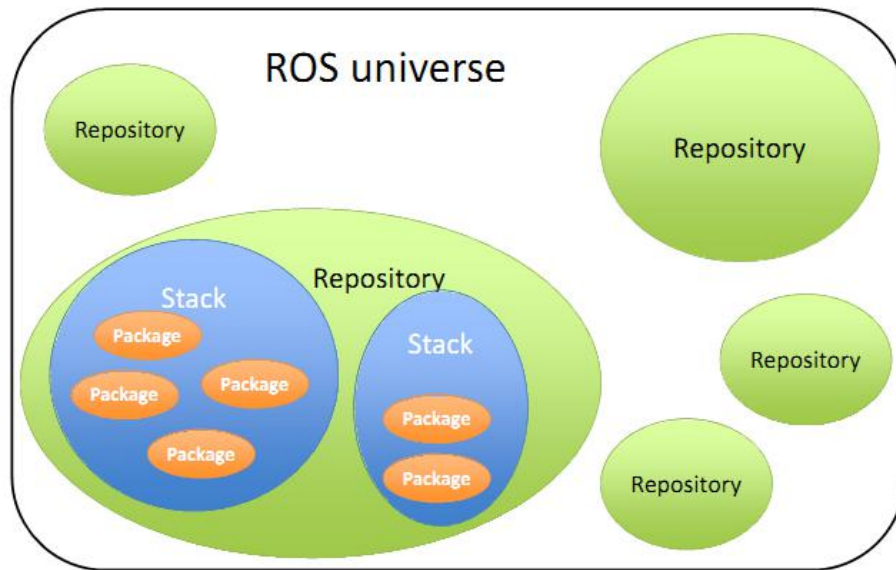 ROS universe
Repository
Repository
Repository
Stack
Package
Package
Package
Package
Stack
Package
Package
Repository
Repository